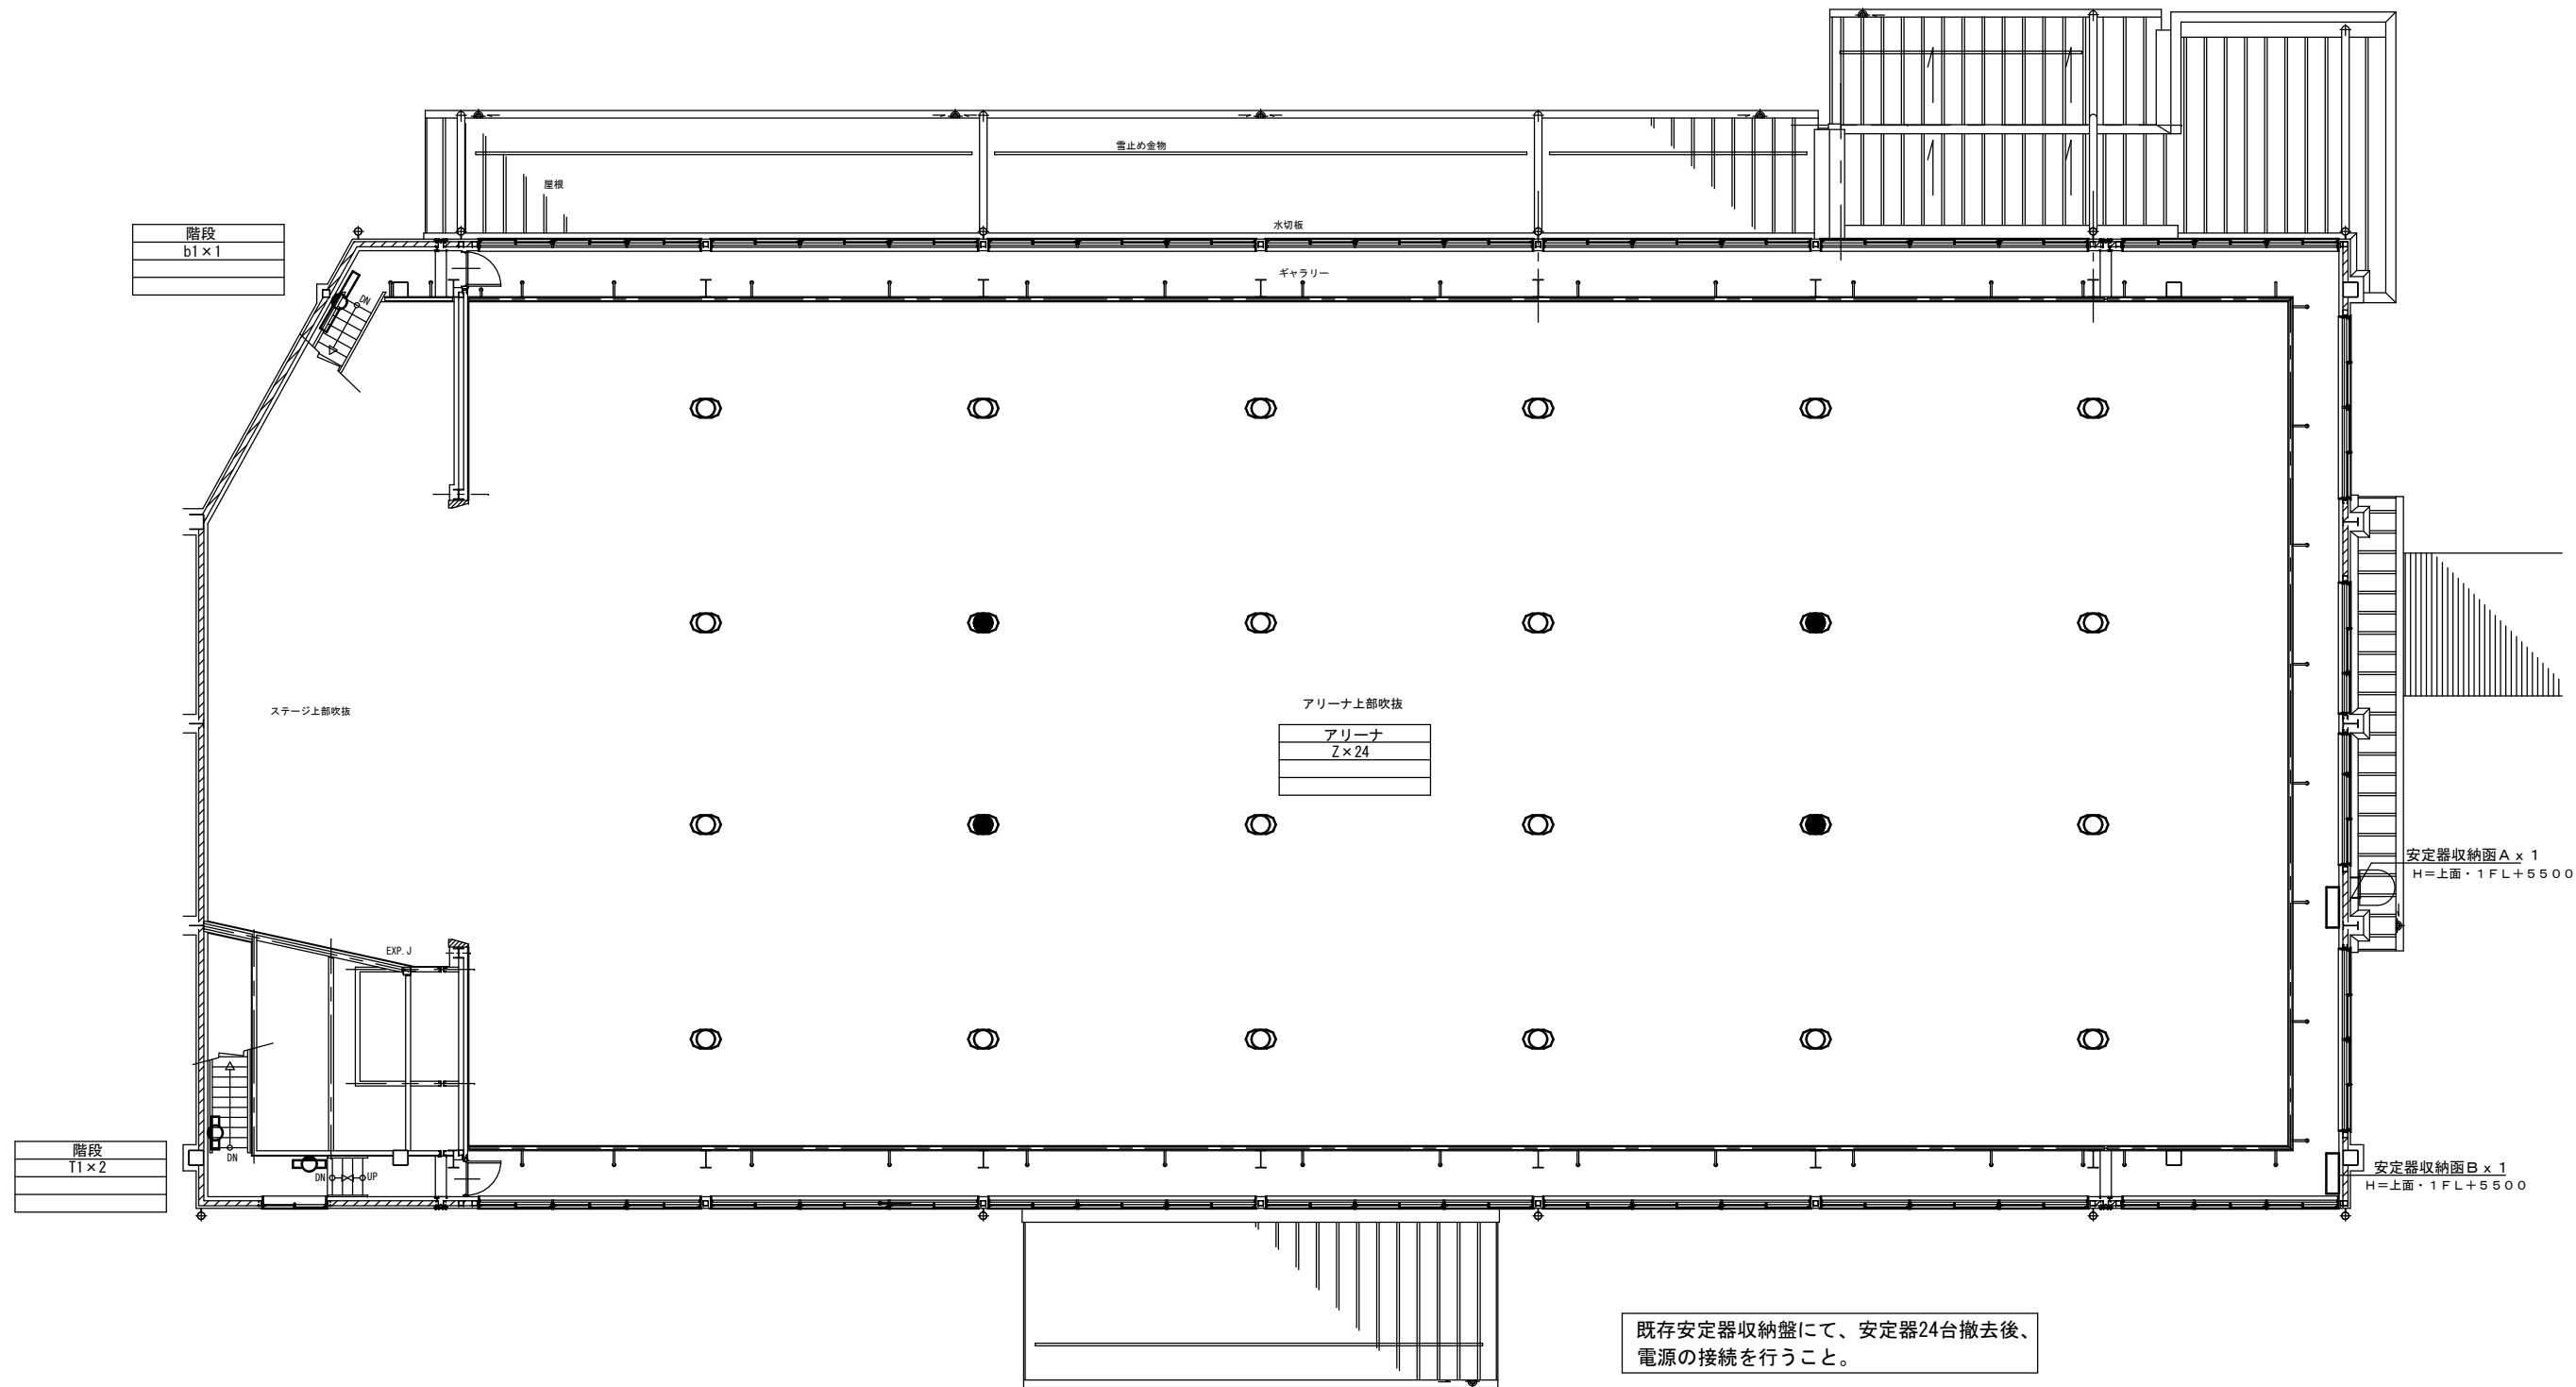 雪止め金物
屋根
水切板
階段
b1×1
ギャラリー
DN
ステージ上部吹抜
アリーナ上部吹抜
アリーナ
Z×24
安定器収納函Ａｘ１
Ｈ＝上面・１ＦＬ＋５５００
EXP.J
階段
T1×2
DN
DN
UP
安定器収納函Ｂｘ１
Ｈ＝上面・１ＦＬ＋５５００
既存安定器収納盤にて、安定器24台撤去後、
電源の接続を行うこと。